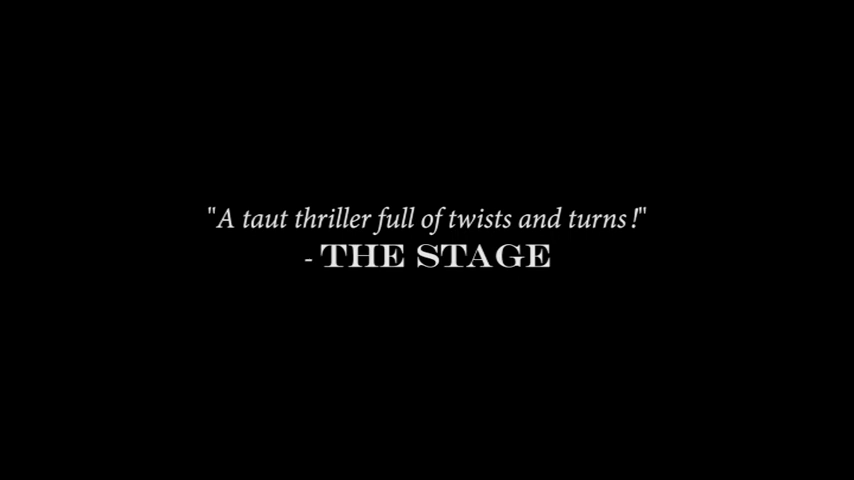 "A taut thriller full of twists and turns!"
- THE STAGE